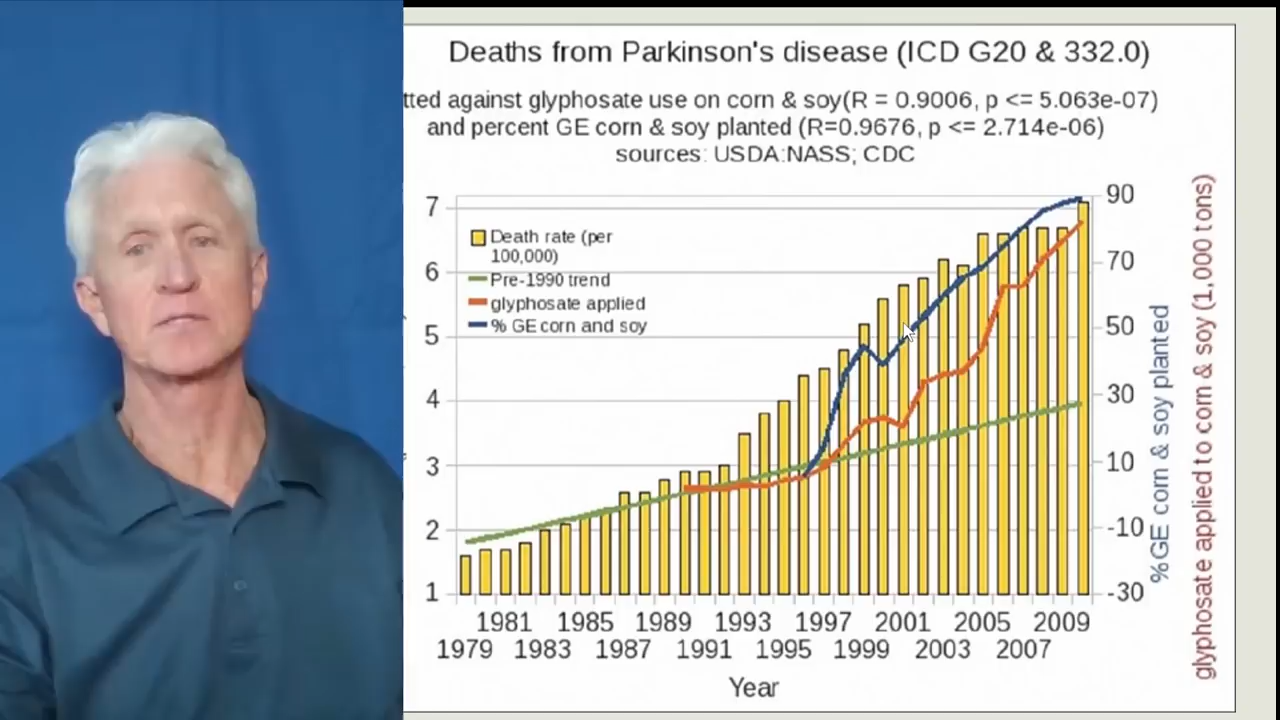 Deaths from Parkinson's disease (ICD G20 & 332.0)
tted against glyphosate use on corn & soy(R = 0.9006, p <= 5.063e-07)
and percent GE corn & soy planted (R=0.9676, p <= 2.714e-06)
sources: USDA:NASS; CDC
7
6
5
4
3
2
1
Death rate (per
100,000)
Pre-1990 trend
glyphosate applied
% GE corn and soy
90
70
50
30
10
-10
-30
%GE corn & soy planted
glyphosate applied to corn & soy (1,000 tons)
1981 1985 1989 1993 1997 2001 2005 2009
1979 1983 1987 1991 1995 1999 2003 2007
Year